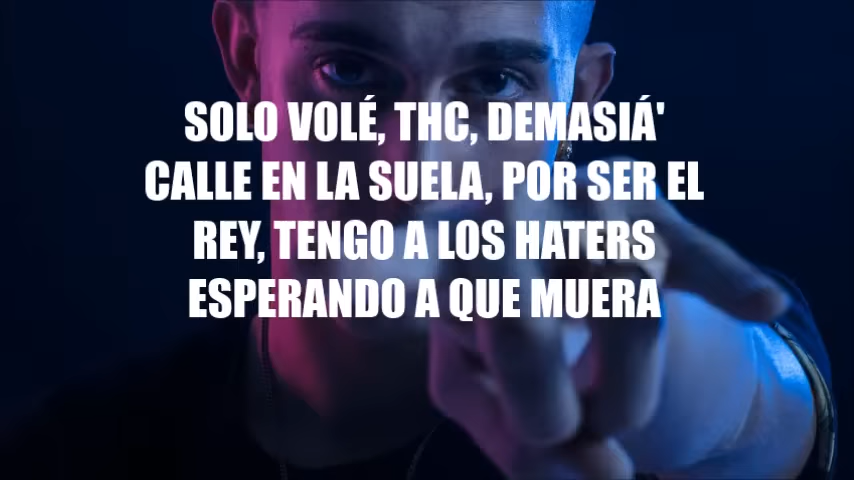 SOLO VOLÉ, THC, DEMASIÁ'
CALLE EN LA SUELA, POR SER EL
REY, TENGO A LOS HATERS
ESPERANDO A QUE MUERA